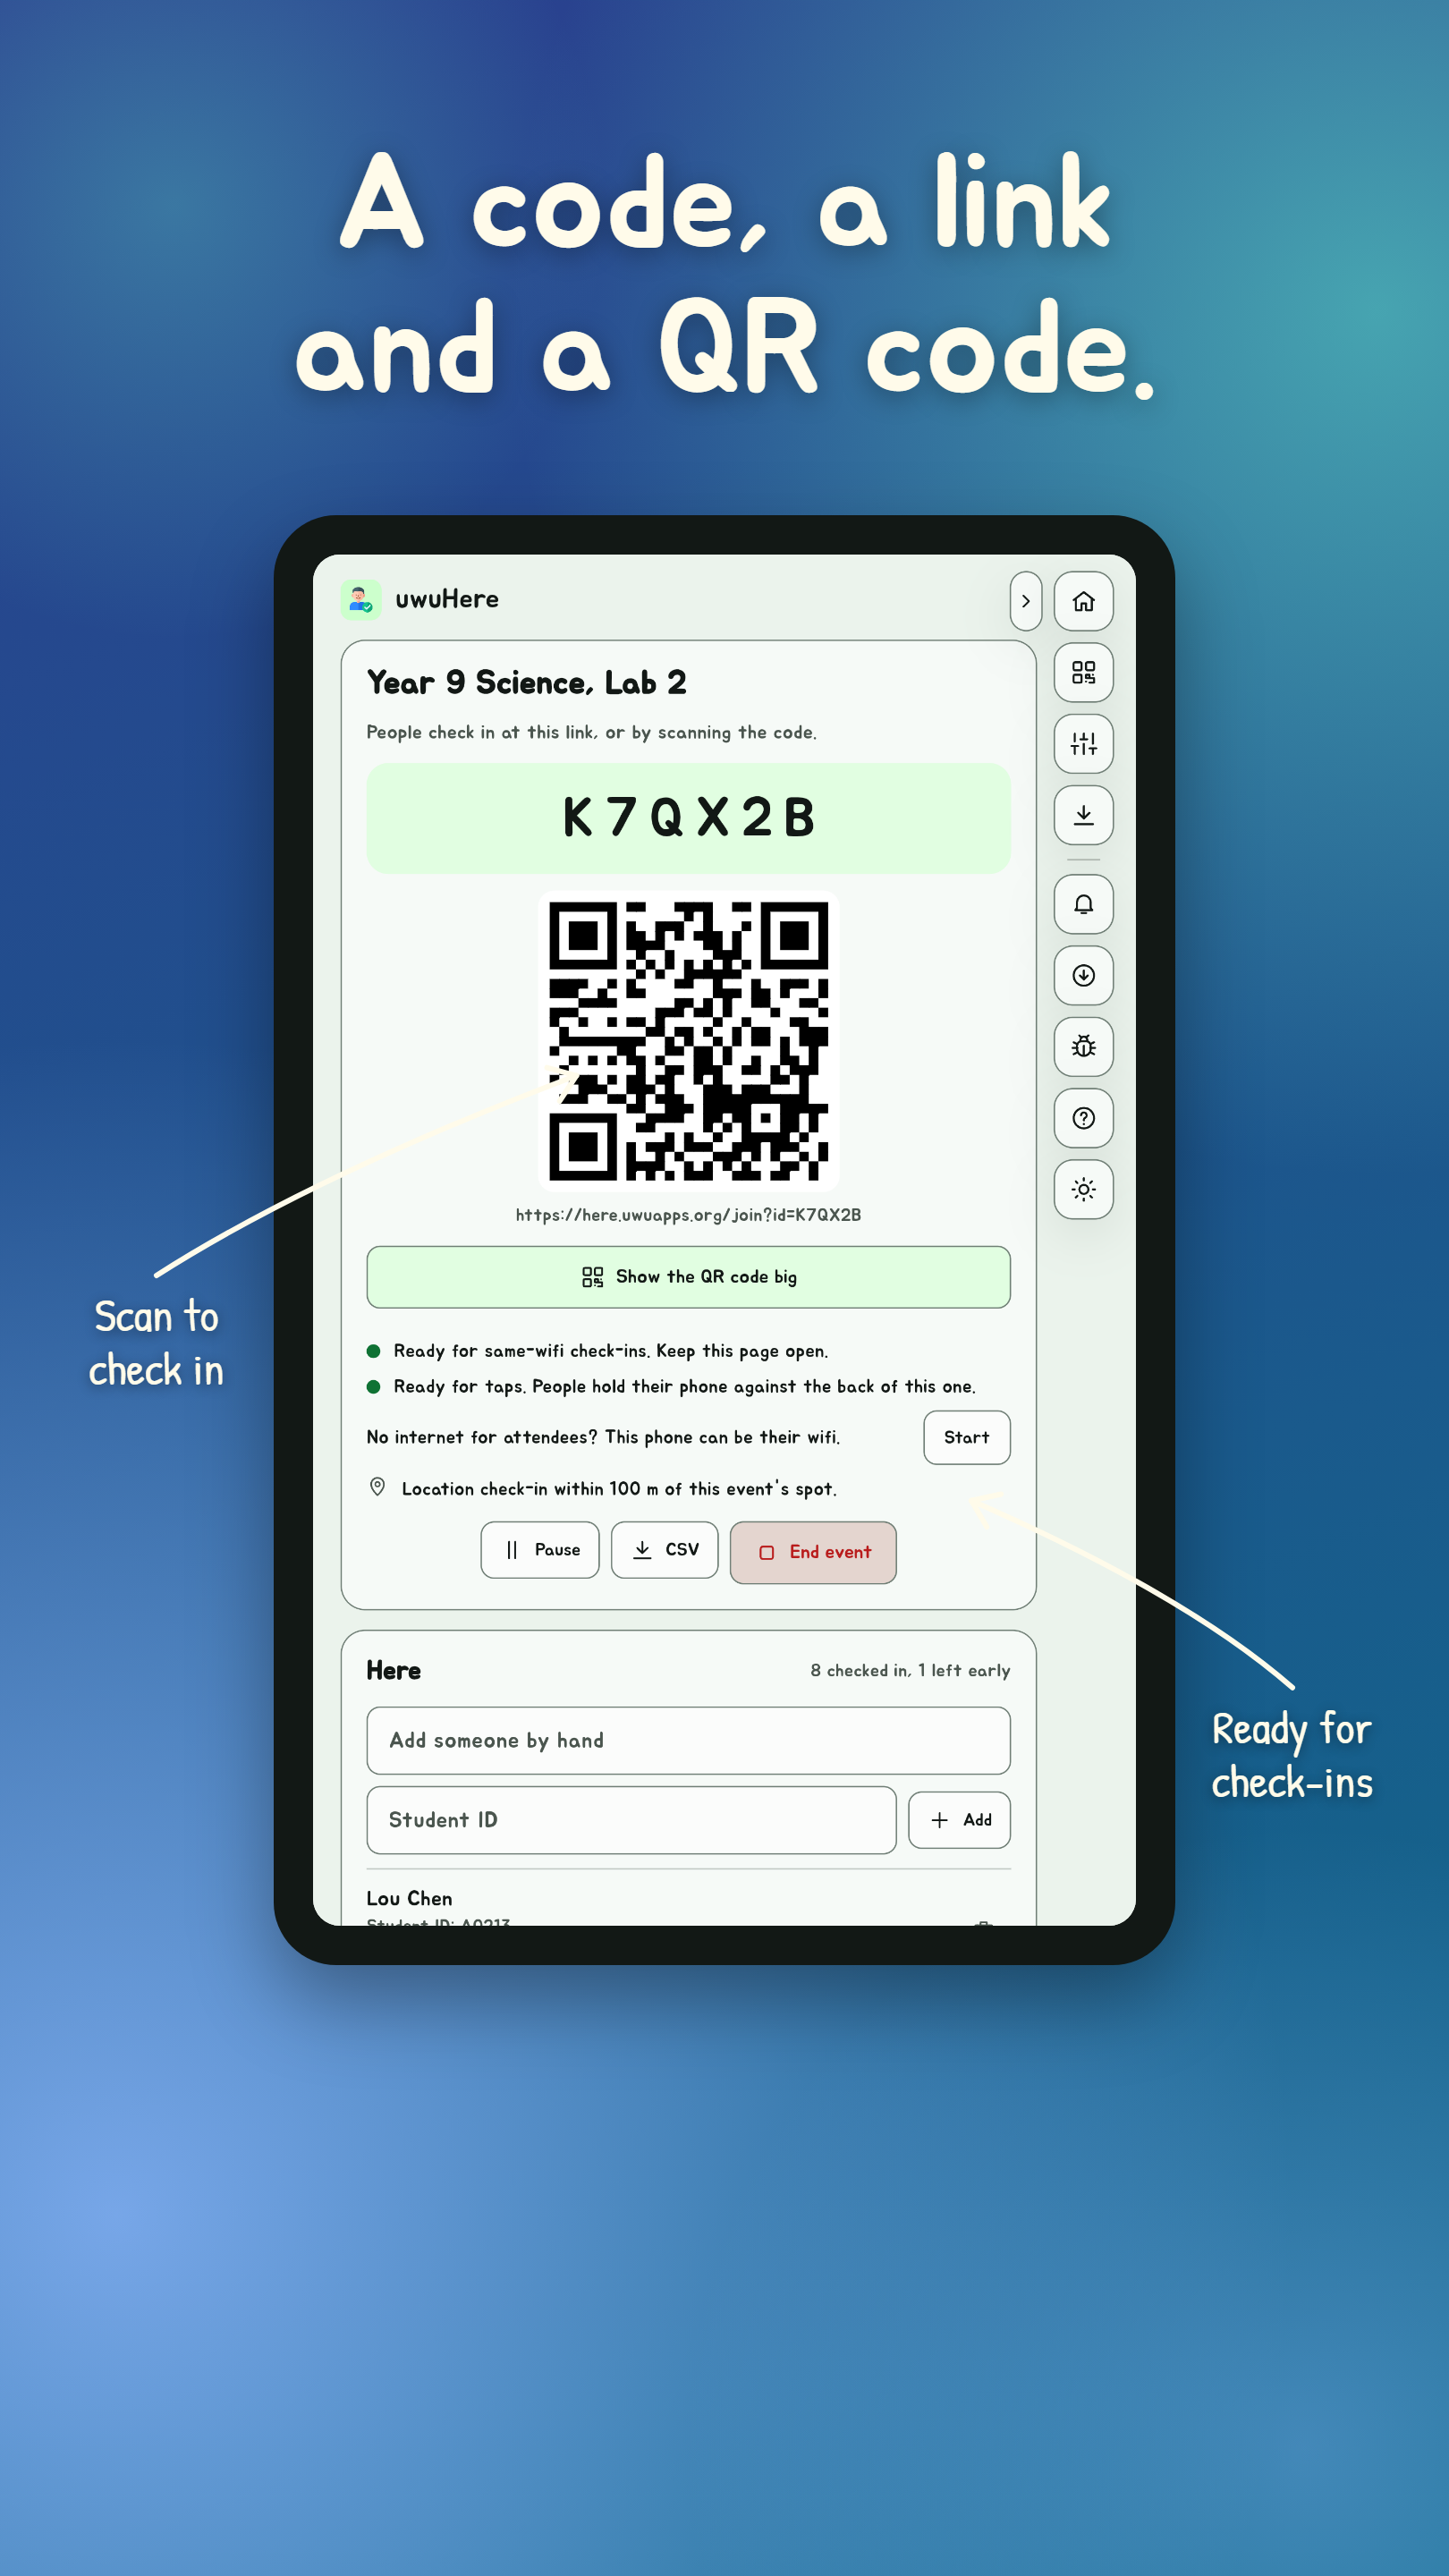 A code, a link
and a QR code.
uwuHere
Year 9 Science, Lab 2
People check in at this link, or by scanning the code.
K7QX2B
https://here.uwuapps.org/join?id=K7QX2B
Show the QR code big
Scan to
check in
Ready for same-wifi check-ins. Keep this page open.
Ready for taps. People hold their phone against the back of this one.
No internet for attendees? This phone can be their wifi.
Start
Location check-in within 100 m of this event's spot.
Pause
CSV
End event
Here
8 checked in, 1 left early
Ready for
check-ins
Add someone by hand
Student ID
Add
Lou Chen
Student ID: A0213